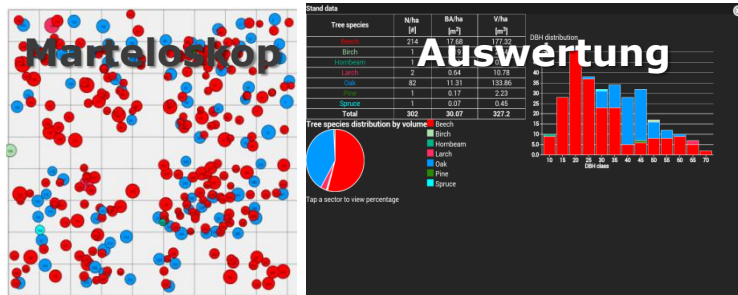 Marteloskop
Stand data
Tree species N/ha [#] BA/ha [m²] V/ha [m³]
Beech 214 17.68 177.32
Birch 1
Hornbeam 1
Larch 2 0.64 10.78
Oak 82 11.31 133.86
Pine 1 0.17 2.23
Spruce 1 0.07 0.45
Total 302 30.07 327.2
Auswertung
Tree species distribution by volume
Beech
Birch
Hornbeam
Larch
Oak
Pine
Spruce
Tap a sector to view percentage
DBH distribution
40
35
30
25
20
15
10
5.0
0.0
10 15 20 25 30 35 40 45 50 55 60 65 70
DBH class